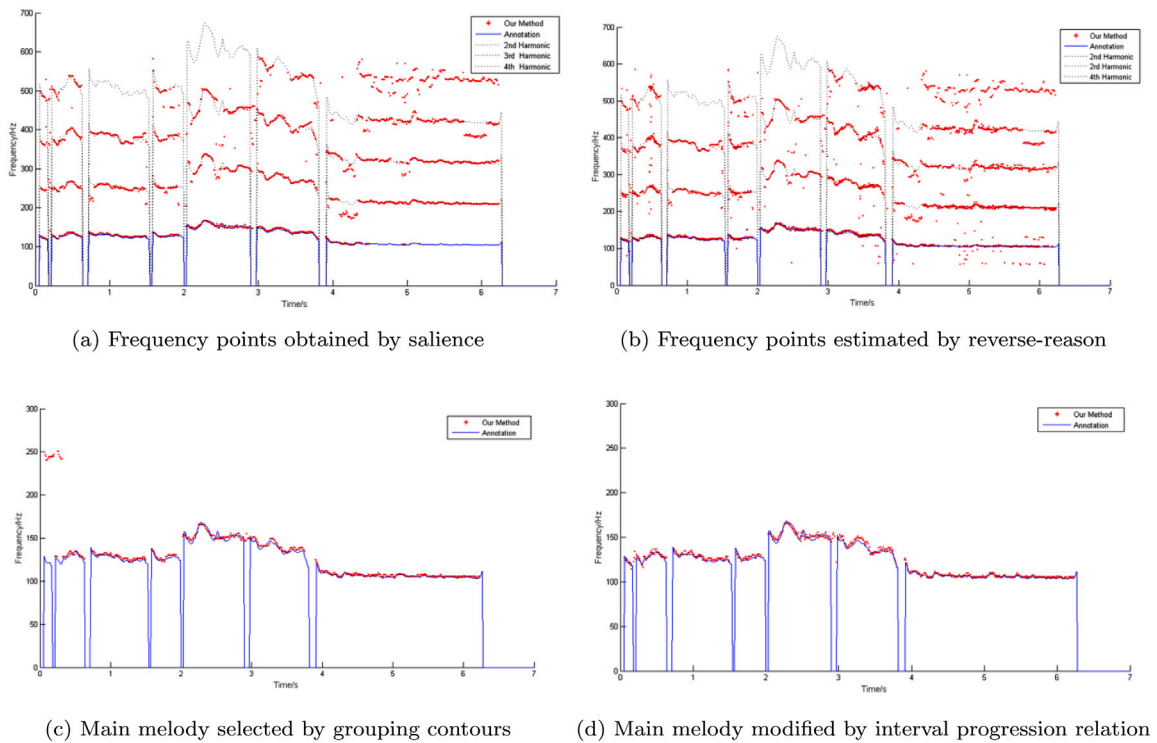 700
600
500
400
300
200
100
0
Frequency/Hz
0 1 2 3 4 5 6 7
Time/s
Our Method
Annotation
2nd Harmonic
3rd Harmonic
4th Harmonic
(a) Frequency points obtained by salience
700
600
500
400
300
200
100
0
Frequency/Hz
0 1 2 3 4 5 6 7
Time/s
Our Method
Annotation
2nd Harmonic
2nd Harmonic
4th Harmonic
(b) Frequency points estimated by reverse-reason
300
250
200
150
100
50
0
Frequency/Hz
1 2 3 4 5 6 7
Time/s
Our Method
Annotation
(c) Main melody selected by grouping contours
300
250
200
150
100
50
0
Frequency/Hz
0 1 2 3 4 5 6 7
Time/s
Our Method
Annotation
(d) Main melody modified by interval progression relation